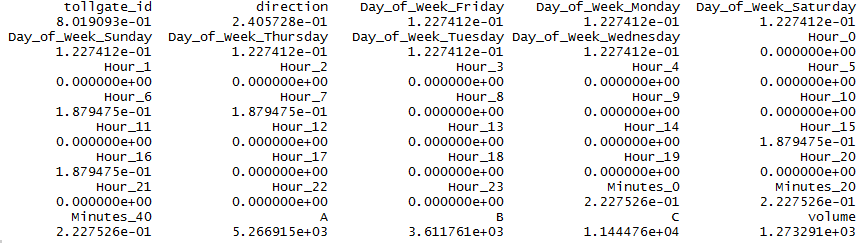 tollgate_id direction Day_of_Week_Friday Day_of_Week_Monday Day_of_Week_Saturday
8.019093e-01 2.405728e-01 1.227412e-01 1.227412e-01 1.227412e-01
Day_of_Week_Sunday Day_of_Week_Thursday Day_of_Week_Tuesday Day_of_Week_Wednesday Hour_0
1.227412e-01 1.227412e-01 1.227412e-01 1.227412e-01 0.000000e+00
Hour_1 Hour_2 Hour_3 Hour_4 Hour_5
0.000000e+00 0.000000e+00 0.000000e+00 0.000000e+00 0.000000e+00
Hour_6 Hour_7 Hour_8 Hour_9 Hour_10
1.879475e-01 1.879475e-01 0.000000e+00 0.000000e+00 0.000000e+00
Hour_11 Hour_12 Hour_13 Hour_14 Hour_15
0.000000e+00 0.000000e+00 0.000000e+00 0.000000e+00 1.879475e-01
Hour_16 Hour_17 Hour_18 Hour_19 Hour_20
1.879475e-01 0.000000e+00 0.000000e+00 0.000000e+00 0.000000e+00
Hour_21 Hour_22 Hour_23 Minutes_0 Minutes_20
0.000000e+00 0.000000e+00 0.000000e+00 2.227526e-01 2.227526e-01
Minutes_40 A B C volume
2.227526e-01 5.266915e+03 3.611761e+03 1.144476e+04 1.273291e+03